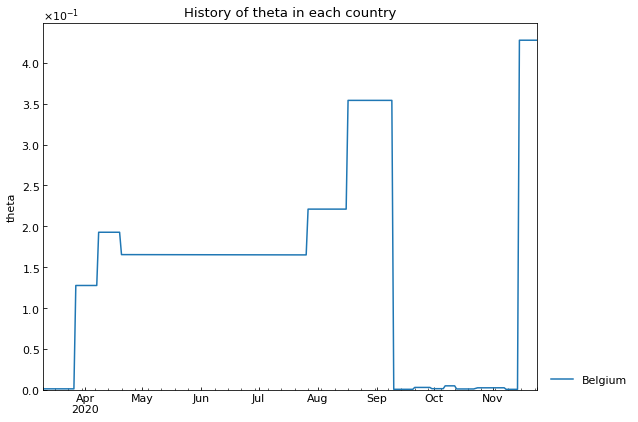 History of theta in each country
×10⁻¹
4.0
3.5
3.0
2.5
2.0
1.5
1.0
0.5
0.0
theta
Apr May Jun Jul Aug Sep Oct Nov
2020
Belgium